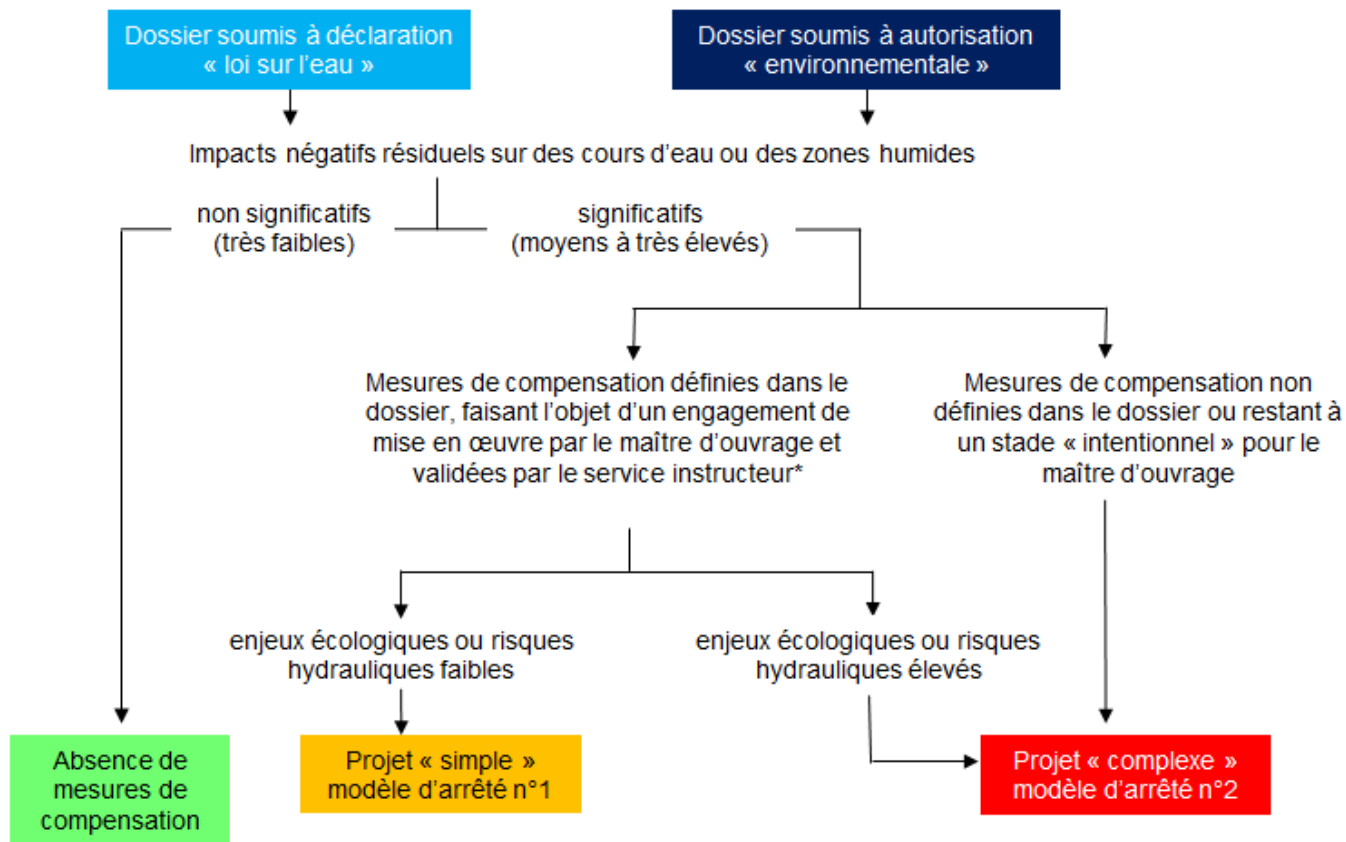 Dossier soumis à déclaration
« loi sur l'eau »
Dossier soumis à autorisation
« environnementale »
Impacts négatifs résiduels sur des cours d'eau ou des zones humides
non significatifs
(très faibles)
significatifs
(moyens à très élevés)
Mesures de compensation définies dans le
dossier, faisant l'objet d'un engagement de
mise en œuvre par le maître d'ouvrage et
validées par le service instructeur*
Mesures de compensation non
définies dans le dossier ou restant à
un stade « intentionnel » pour le
maître d'ouvrage
enjeux écologiques ou risques
hydrauliques faibles
enjeux écologiques ou risques
hydrauliques élevés
Absence de
mesures de
compensation
Projet « simple »
modèle d'arrêté n°1
Projet « complexe »
modèle d'arrêté n°2